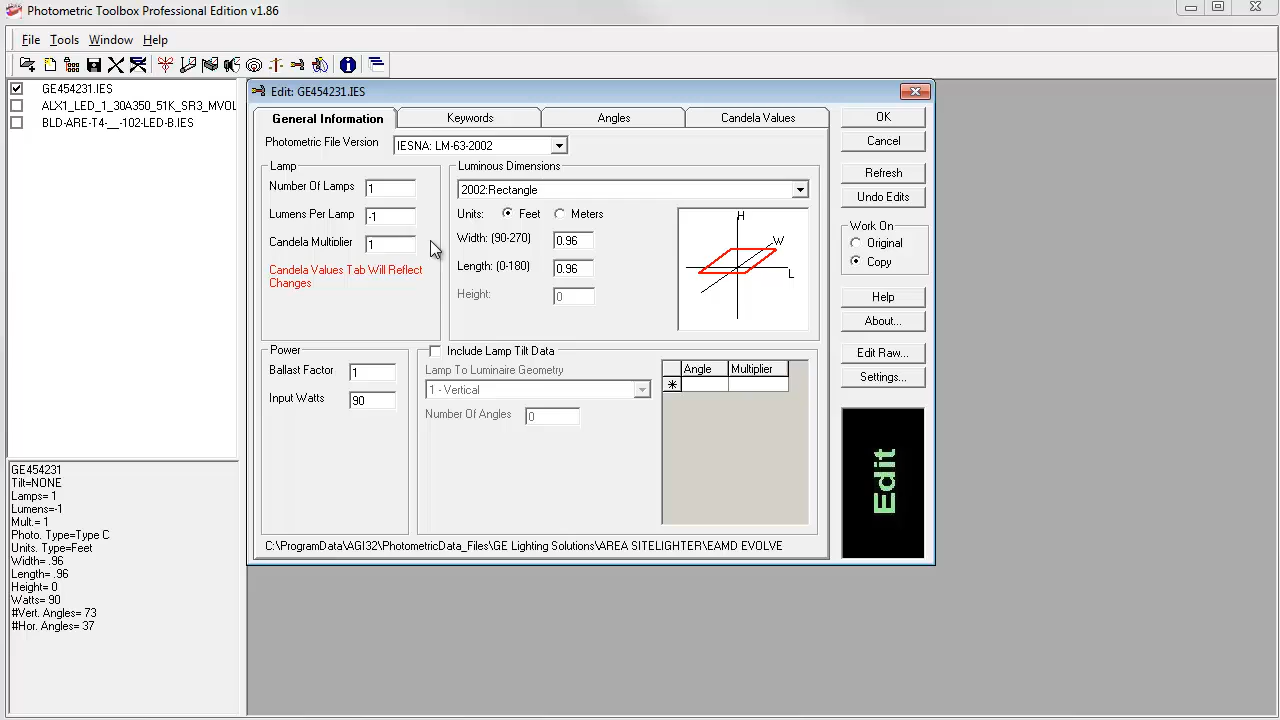 Photometric Toolbox Professional Edition v1.86
File Tools Window Help
GE454231.IES
ALX1_LED_1_30A350_51K_SR3_MVOL
BLD-ARE-T4-__-102-LED-B.IES
GE454231
Tilt=NONE
Lamps= 1
Lumens=-1
Mult.= 1
Photo. Type=Type C
Units. Type=Feet
Width= .96
Length= .96
Height= 0
Watts= 90
#Vert. Angles= 73
#Hor. Angles= 37
Edit: GE454231.IES
General Information Keywords Angles Candela Values
Photometric File Version IESNA: LM-63-2002
Lamp
Number Of Lamps 1
Lumens Per Lamp -1
Candela Multiplier 1
Candela Values Tab Will Reflect
Changes
Luminous Dimensions
2002:Rectangle
Units: Feet Meters
Width: (90-270) 0.96
Length: (0-180) 0.96
Height: 0
H
W
L
Power
Ballast Factor 1
Input Watts 90
Include Lamp Tilt Data
Lamp To Luminaire Geometry
1 - Vertical
Number Of Angles 0
Angle Multiplier
C:\ProgramData\AGI32\PhotometricData_Files\GE Lighting Solutions\AREA SITELIGHTER\EAMD EVOLVE
OK
Cancel
Refresh
Undo Edits
Work On
Original
Copy
Help
About...
Edit Raw...
Settings...
Edit